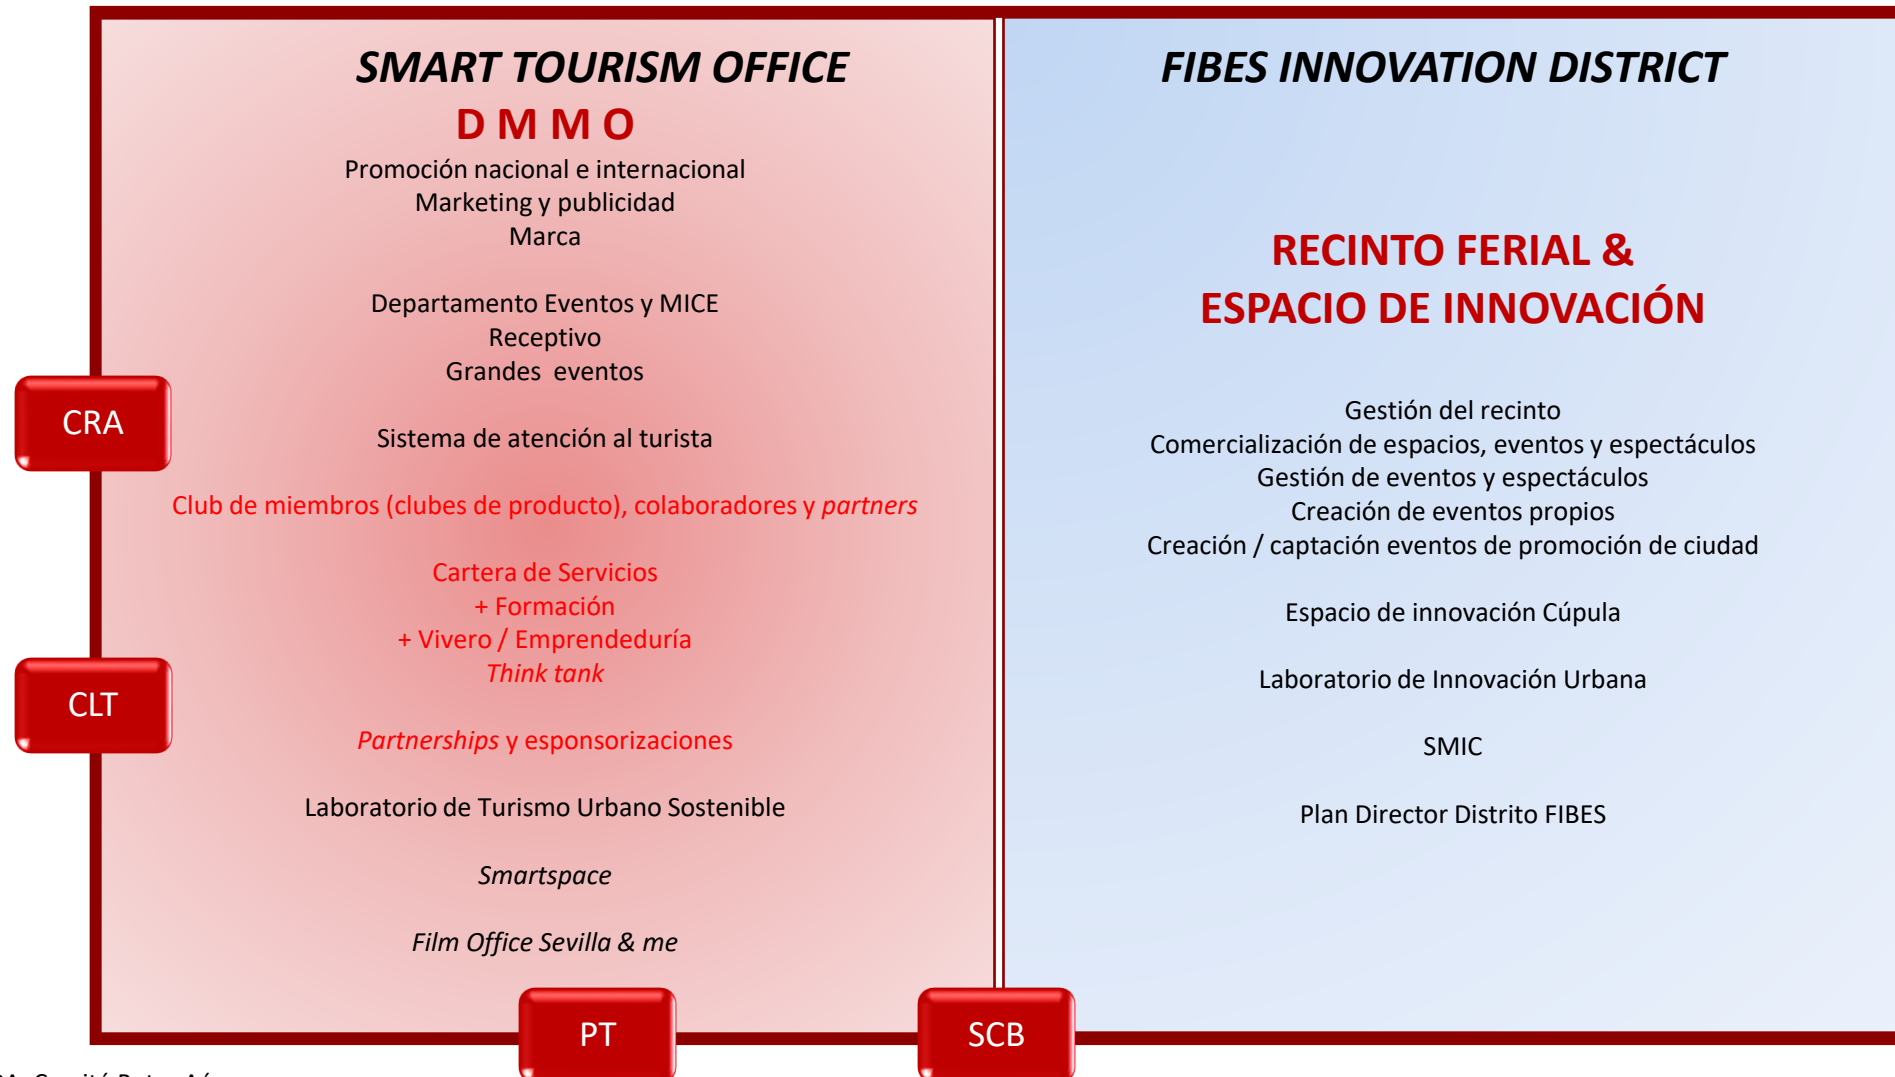 SMART TOURISM OFFICE
D M M O
Promoción nacional e internacional
Marketing y publicidad
Marca
Departamento Eventos y MICE
Receptivo
Grandes eventos
Sistema de atención al turista
Club de miembros (clubes de producto), colaboradores y partners
Cartera de Servicios
+ Formación
+ Vivero / Emprendeduría
Think tank
Partnerships y esponsorizaciones
Laboratorio de Turismo Urbano Sostenible
Smartspace
Film Office Sevilla & me
CRA
CLT
PT
SCB
FIBES INNOVATION DISTRICT
RECINTO FERIAL &
ESPACIO DE INNOVACIÓN
Gestión del recinto
Comercialización de espacios, eventos y espectáculos
Gestión de eventos y espectáculos
Creación de eventos propios
Creación / captación eventos de promoción de ciudad
Espacio de innovación Cúpula
Laboratorio de Innovación Urbana
SMIC
Plan Director Distrito FIBES